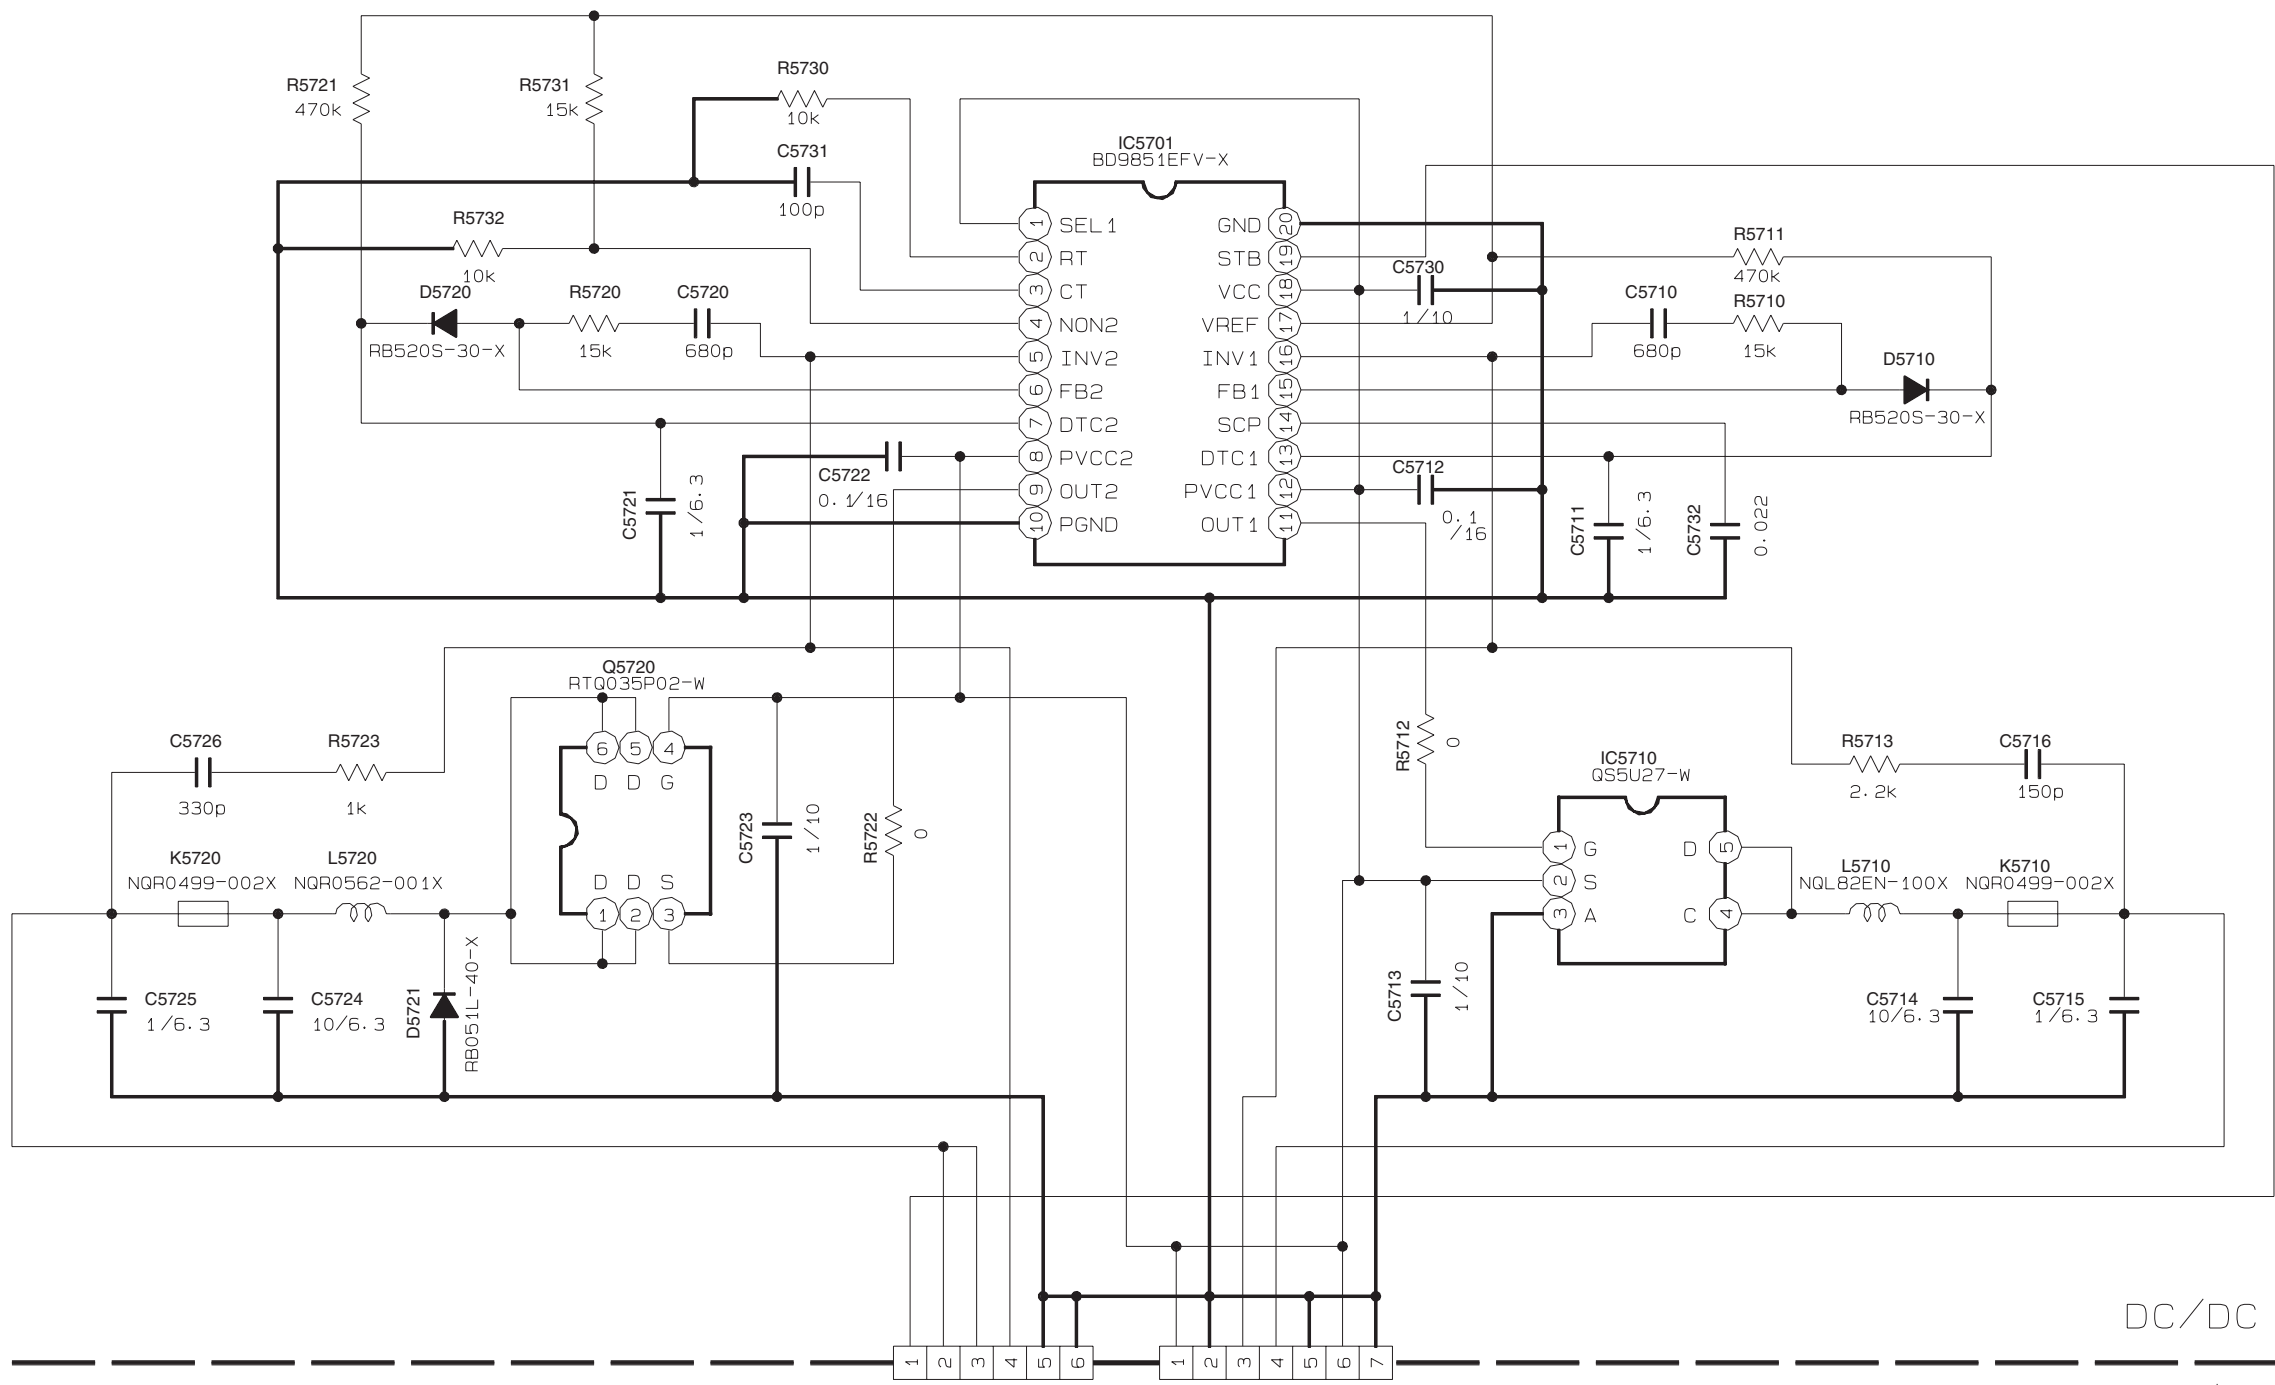 R5721
470k
R5731
15k
R5730
10k
C5731
100p
R5732
10k
D5720
RB520S-30-X
R5720
15k
C5720
680p
C5721
1/6.3
C5722
0.1/16
IC5701
BD9851EFV-X
1 SEL1
2 RT
3 CT
4 NON2
5 INV2
6 FB2
7 DTC2
8 PVCC2
9 OUT2
10 PGND
GND 20
STB 19
VCC 18
VREF 17
INV1 16
FB1 15
SCP 14
DTC1 13
PVCC1 12
OUT1 11
C5730
1/10
C5712
0.1
/16
R5711
470k
C5710
680p
R5710
15k
D5710
RB520S-30-X
C5711
1/6.3
C5732
0.022
Q5720
RTQ035P02-W
6 5 4
D D G
D D S
1 2 3
C5726
330p
R5723
1k
K5720
NQR0499-002X
L5720
NQR0562-001X
C5725
1/6.3
C5724
10/6.3
D5721
RB051L-40-X
C5723
1/10
R5722
0
R5712
0
IC5710
QS5U27-W
1 G
2 S
3 A
D 5
C 4
R5713
2.2k
C5716
150p
L5710
NQL82EN-100X
K5710
NQR0499-002X
C5713
1/10
C5714
10/6.3
C5715
1/6.3
DC/DC
1 2 3 4 5 6
1 2 3 4 5 6 7